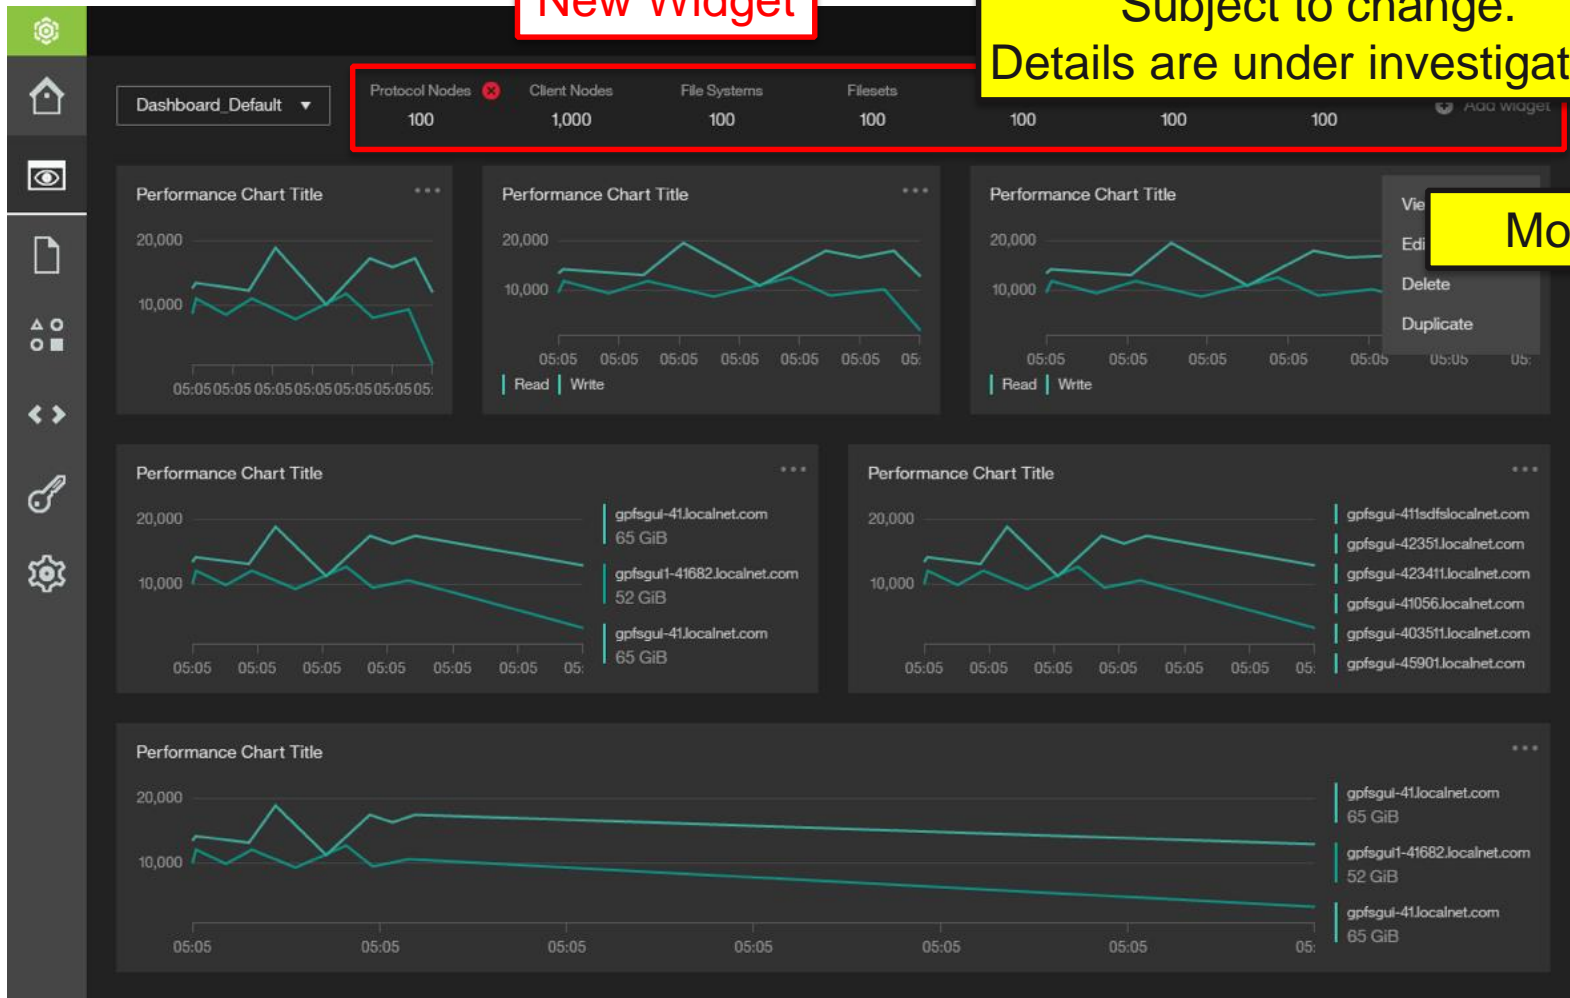 New Widget
Subject to change.
Details are under investigat
Dashboard_Default
Protocol Nodes
Client Nodes
File Systems
Filesets
Add widget
100
1,000
100
100
100
100
100
Performance Chart Title
20,000
10,000
05:05 05:05 05:05 05:05 05:05 05:05 05:
Performance Chart Title
20,000
10,000
05:05 05:05 05:05 05:05 05:05 05:05 05:
Read Write
Performance Chart Title
20,000
10,000
05:05 05:05 05:05 05:05 05:05 05:05 05:
Read Write
Vie
Edi
Delete
Duplicate
Mo
Performance Chart Title
20,000
10,000
05:05 05:05 05:05 05:05 05:05 05:05 05:
gpfsgui-41.localnet.com
65 GiB
gpfsgui1-41682.localnet.com
52 GiB
gpfsgui-41.localnet.com
65 GiB
Performance Chart Title
20,000
10,000
05:05 05:05 05:05 05:05 05:05 05:05 05:
gpfsgui-411sdfslocalnet.com
gpfsgui-42351.localnet.com
gpfsgui-423411.localnet.com
gpfsgui-41056.localnet.com
gpfsgui-403511.localnet.com
gpfsgui-45901.localnet.com
Performance Chart Title
20,000
10,000
05:05 05:05 05:05 05:05 05:05 05:05 05:
gpfsgui-41.localnet.com
65 GiB
gpfsgui1-41682.localnet.com
52 GiB
gpfsgui-41.localnet.com
65 GiB